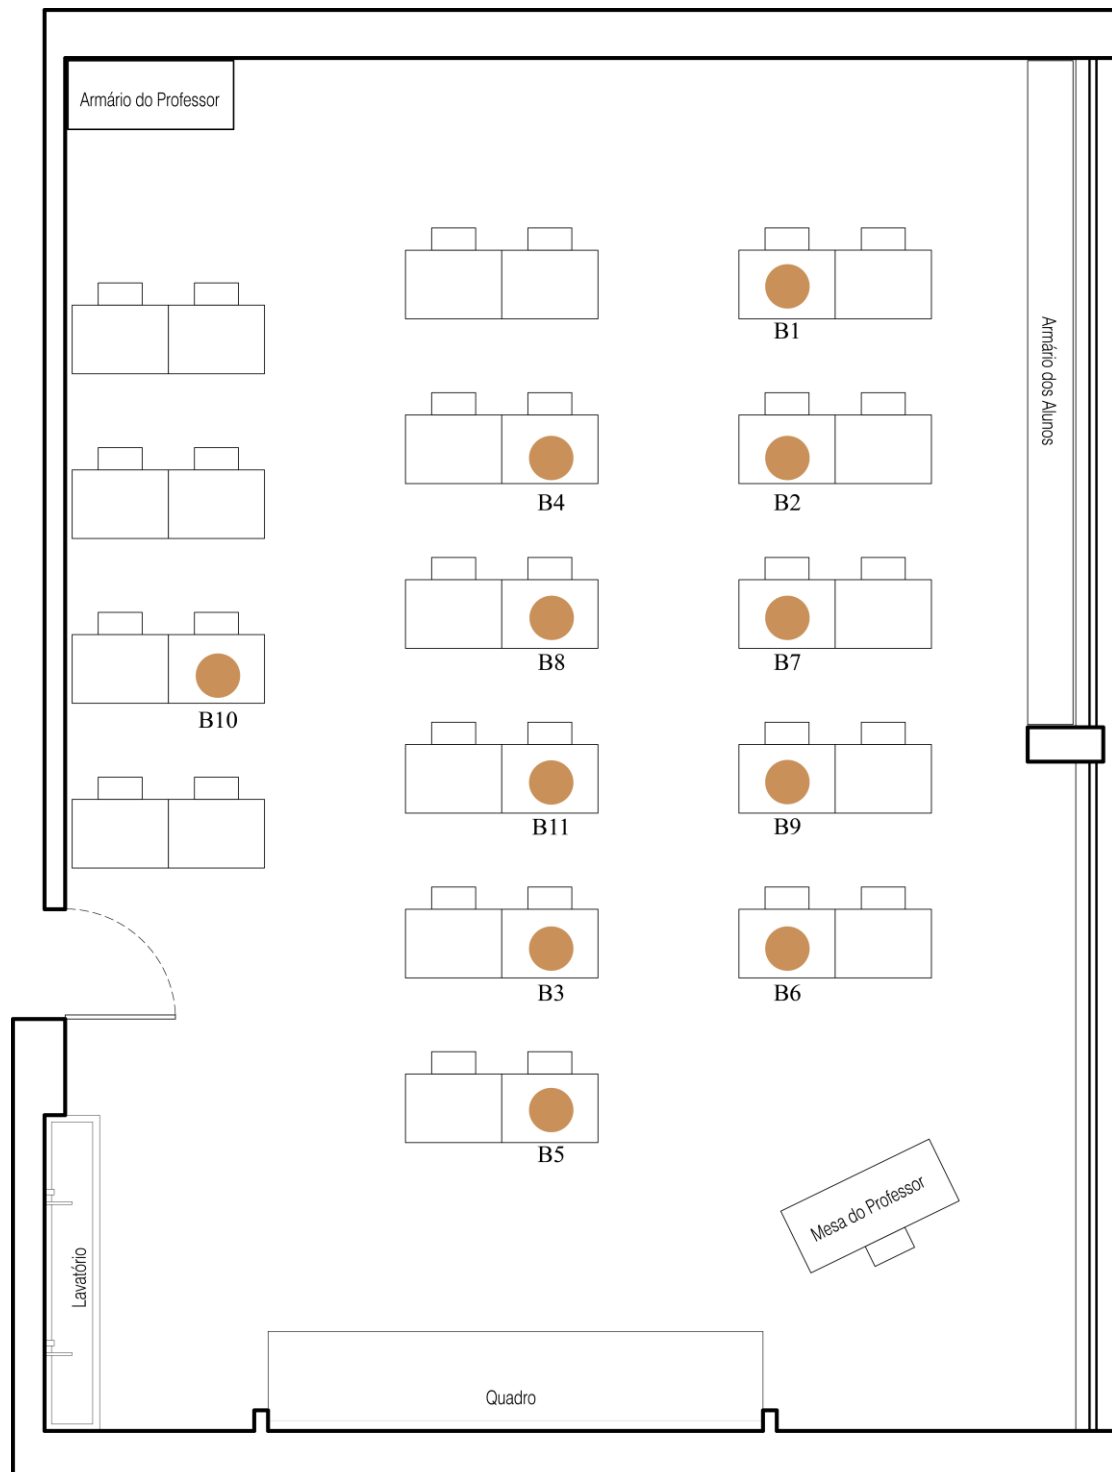 Armário do Professor
Armário dos Alunos
B1
B4
B2
B8
B7
B10
B11
B9
B3
B6
B5
Mesa do Professor
Lavatório
Quadro